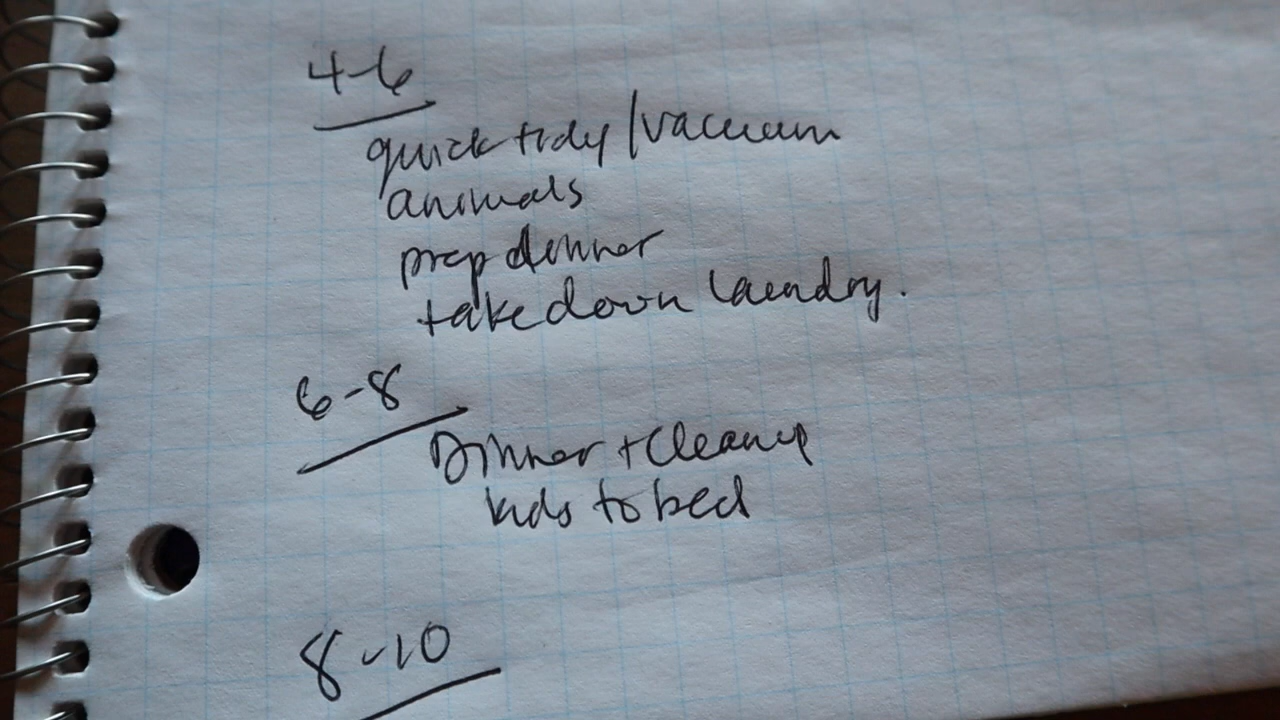 4-6
quick tidy/vacuum
animals
prep dinner
take down laundry.
6-8
Dinner + Cleanup
kids to bed
8-10